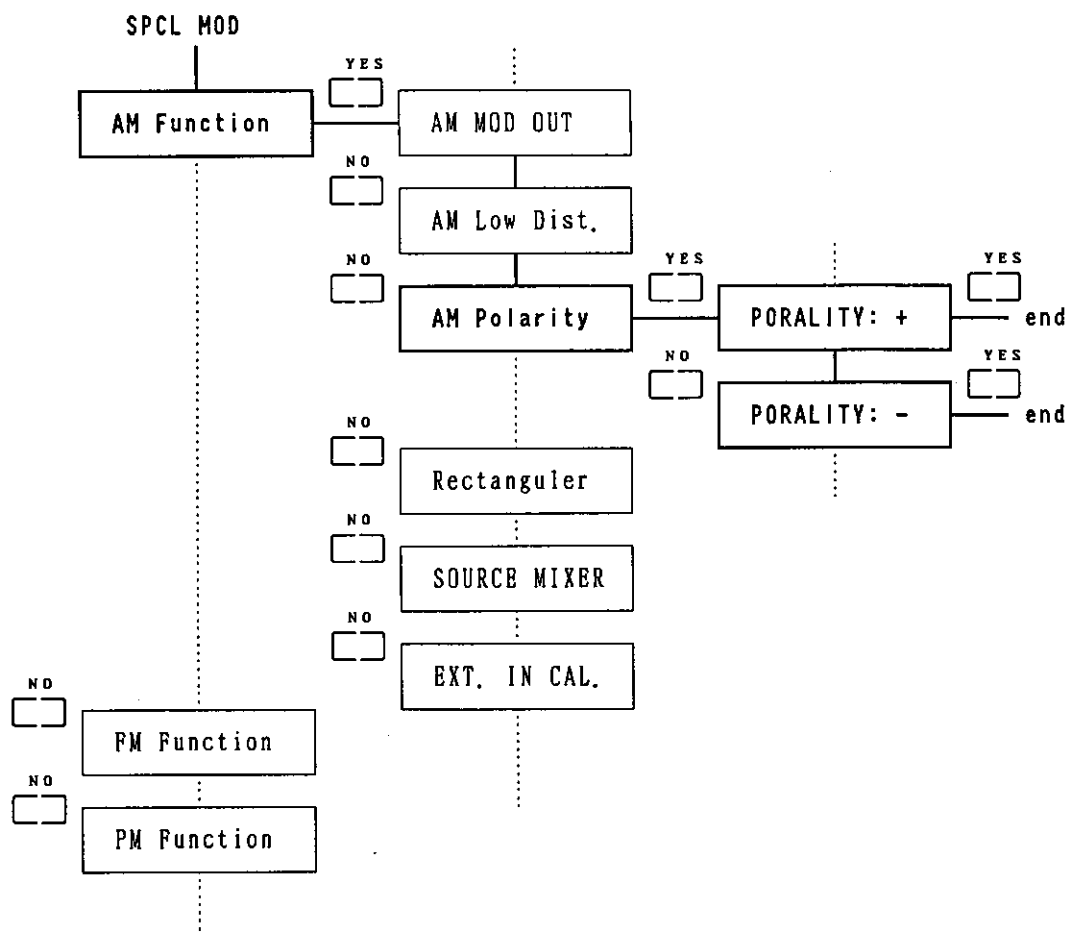 SPCL MOD
YES
AM Function
AM MOD OUT
NO
AM Low Dist.
NO
AM Polarity
YES
PORALITY: +
YES
end
NO
PORALITY: -
YES
end
NO
Rectanguler
NO
SOURCE MIXER
NO
EXT. IN CAL.
NO
FM Function
NO
PM Function